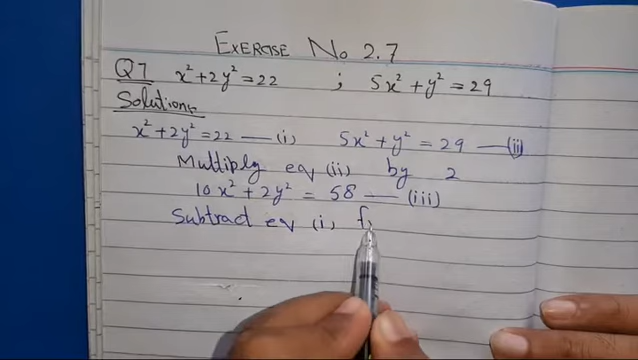 EXERCISE No 2.7
Q7 x²+2y²=22 ; 5x²+y²=29
Solution:
x²+2y²=22 —(i) 5x²+y²=29 —(ii)
Multiply eq (ii) by 2
10x²+2y² = 58 — (iii)
Subtract eq (i)